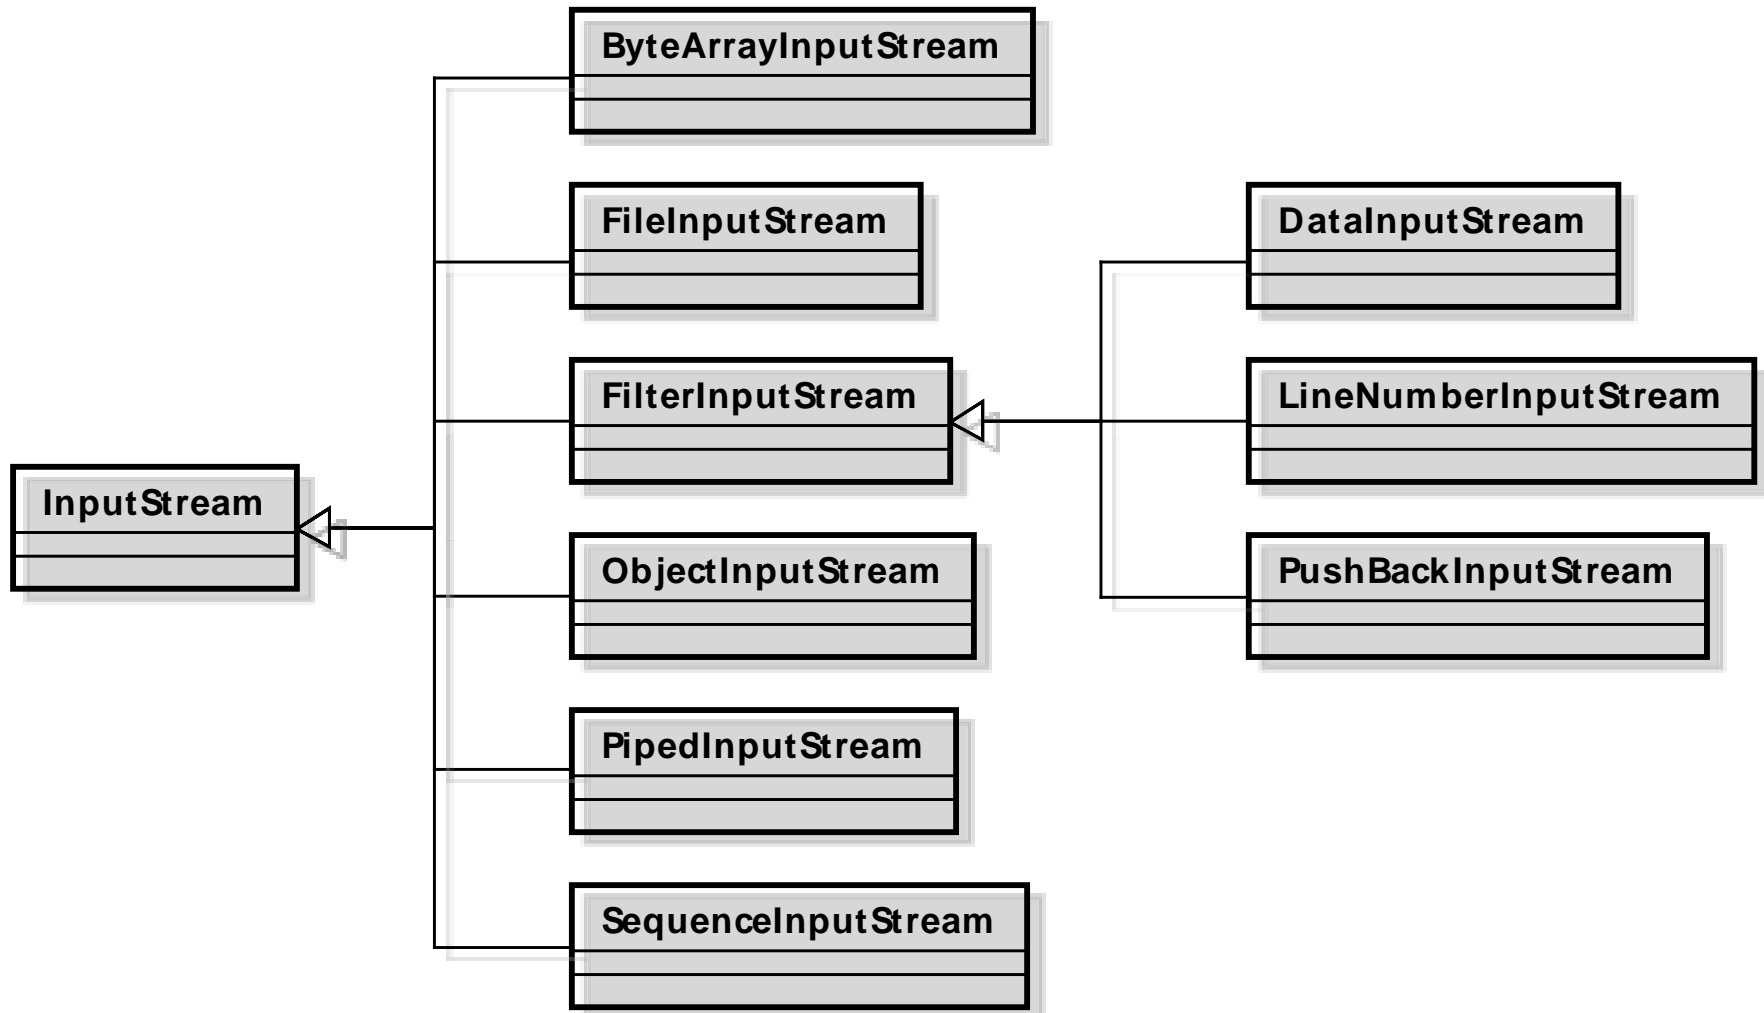 ByteArrayInputStream
FileInputStream
DataInputStream
FilterInputStream
LineNumberInputStream
InputStream
ObjectInputStream
PushBackInputStream
PipedInputStream
SequenceInputStream